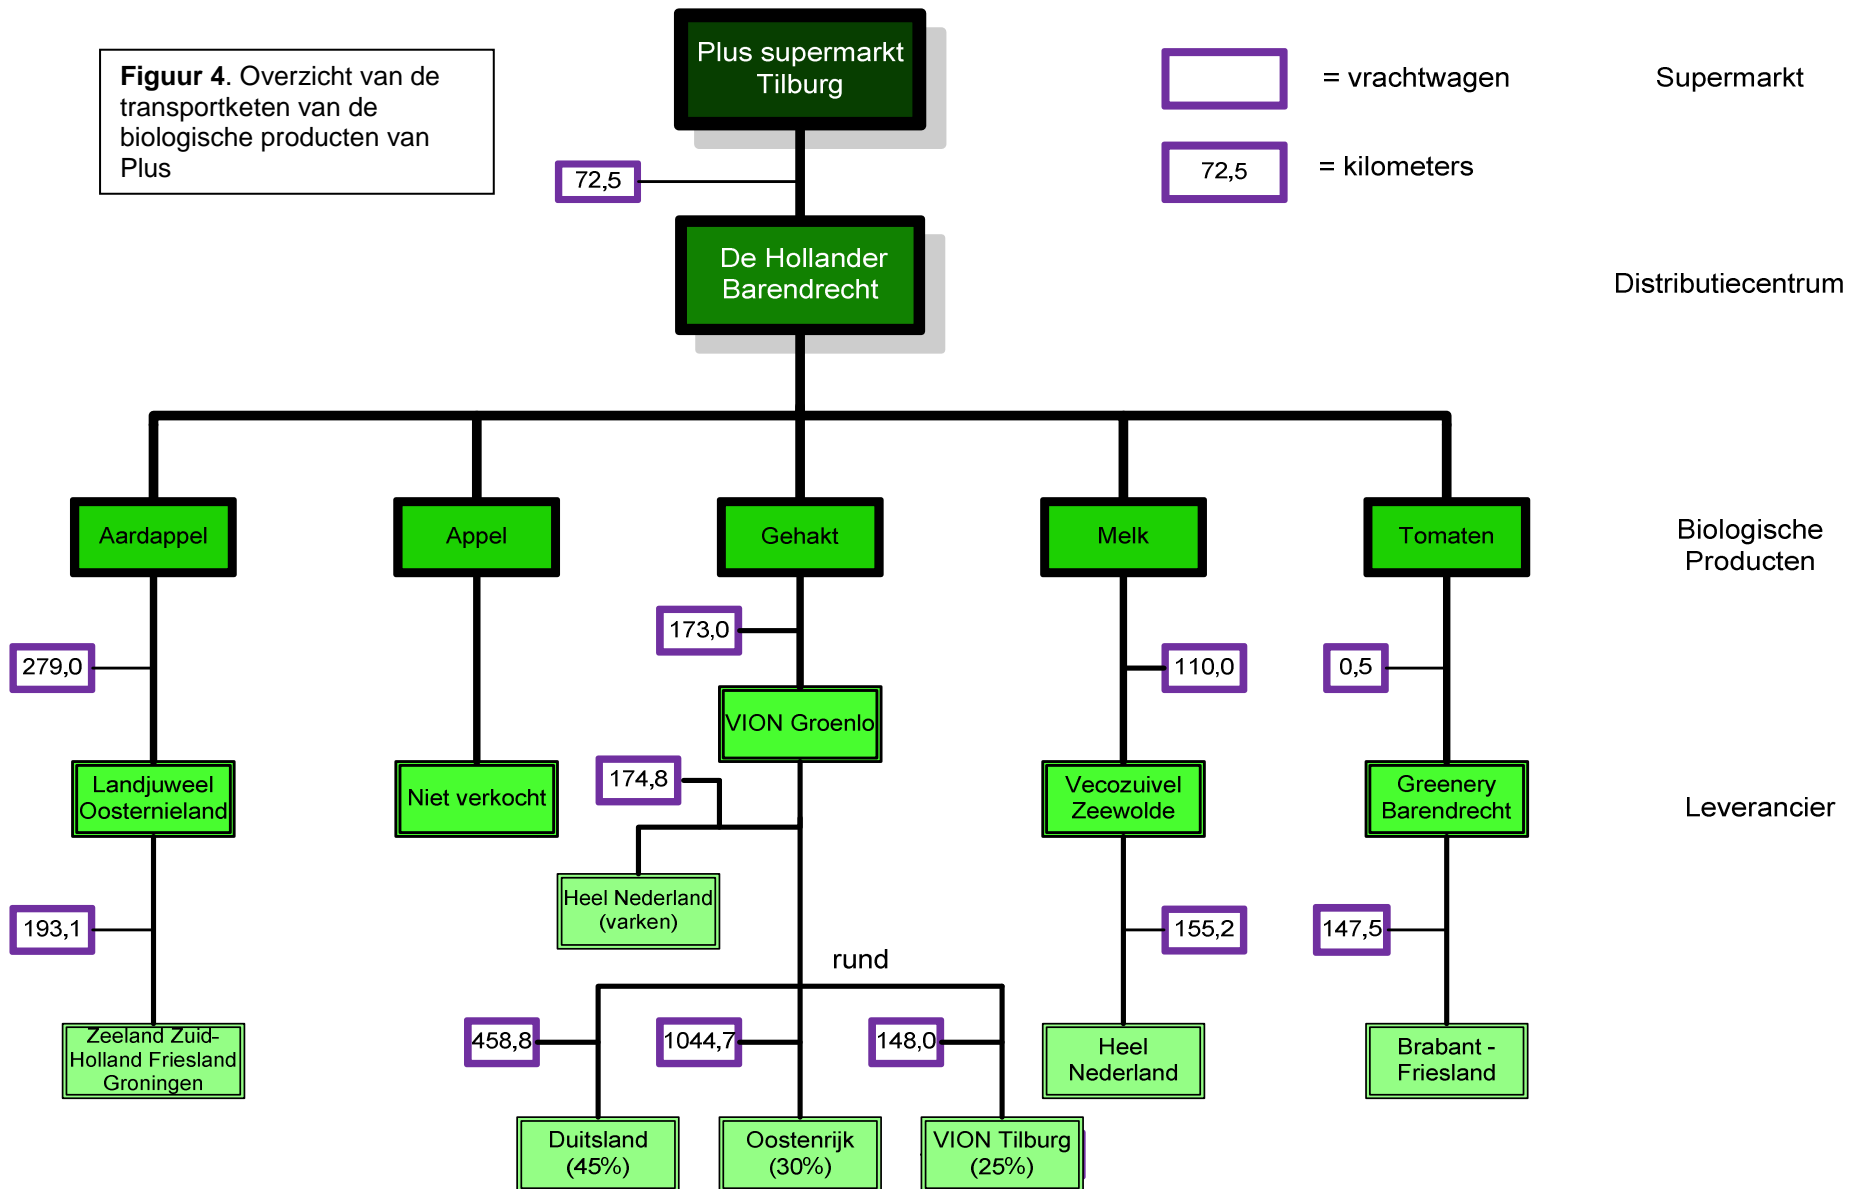 Figuur 4. Overzicht van de
transportketen van de
biologische producten van
Plus
Plus supermarkt
Tilburg
= vrachtwagen
Supermarkt
72,5
72,5
= kilometers
De Hollander
Barendrecht
Distributiecentrum
Aardappel
Appel
Gehakt
Melk
Tomaten
Biologische
Producten
279,0
173,0
110,0
0,5
VION Groenlo
174,8
Landjuweel
Oosternieland
Niet verkocht
Vecozuivel
Zeewolde
Greenery
Barendrecht
Leverancier
Heel Nederland
(varken)
193,1
155,2
147,5
rund
458,8
1044,7
148,0
Zeeland Zuid-
Holland Friesland
Groningen
Heel
Nederland
Brabant -
Friesland
Duitsland
(45%)
Oostenrijk
(30%)
VION Tilburg
(25%)